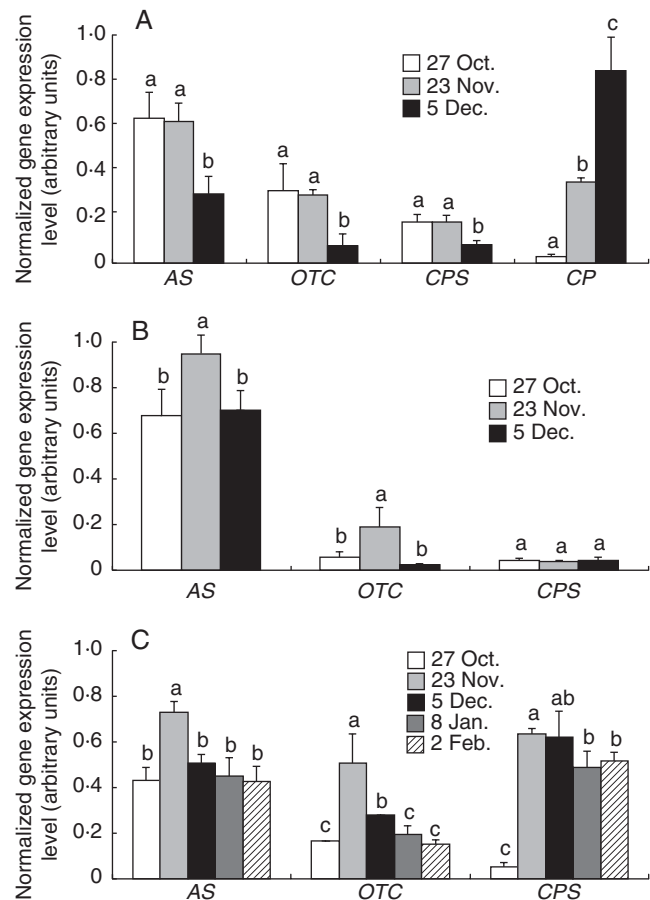 A
Normalized gene expression
level (arbitrary units)
1·0
0·8
0·6
0·4
0·2
0
27 Oct.
23 Nov.
5 Dec.
a a b
a a b
a a b
a b c
AS OTC CPS CP
B
Normalized gene expression
level (arbitrary units)
1·0
0·8
0·6
0·4
0·2
0
27 Oct.
23 Nov.
5 Dec.
b a b
b a b
a a a
AS OTC CPS
C
Normalized gene expression
level (arbitrary units)
1·0
0·8
0·6
0·4
0·2
0
27 Oct.
23 Nov.
5 Dec.
8 Jan.
2 Feb.
b a b b b
c a b c c
c a ab b b
AS OTC CPS